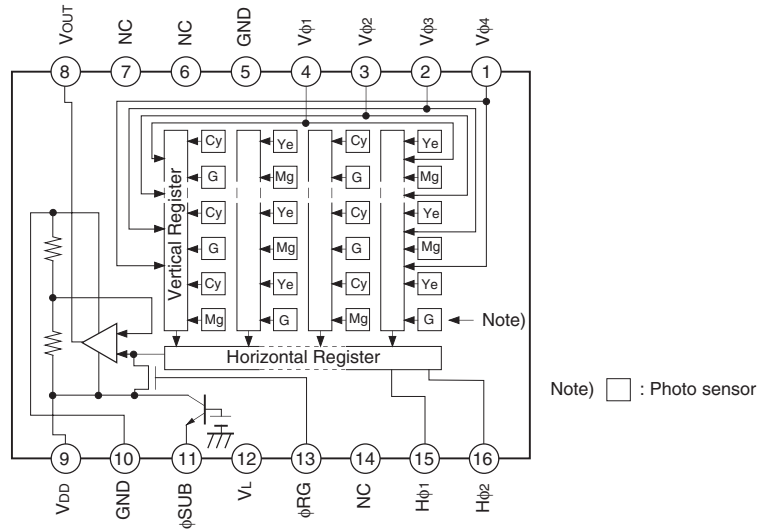 VOUT NC NC GND Vφ1 Vφ2 Vφ3 Vφ4
8 7 6 5 4 3 2 1
Vertical Register
Cy Ye Cy Ye
G Mg G Mg
Cy Ye Cy Ye
G Mg G Mg
Cy Ye Cy Ye
Mg G Mg G Note)
Horizontal Register
Note) : Photo sensor
9 10 11 12 13 14 15 16
VDD GND φSUB VL φRG NC Hφ1 Hφ2